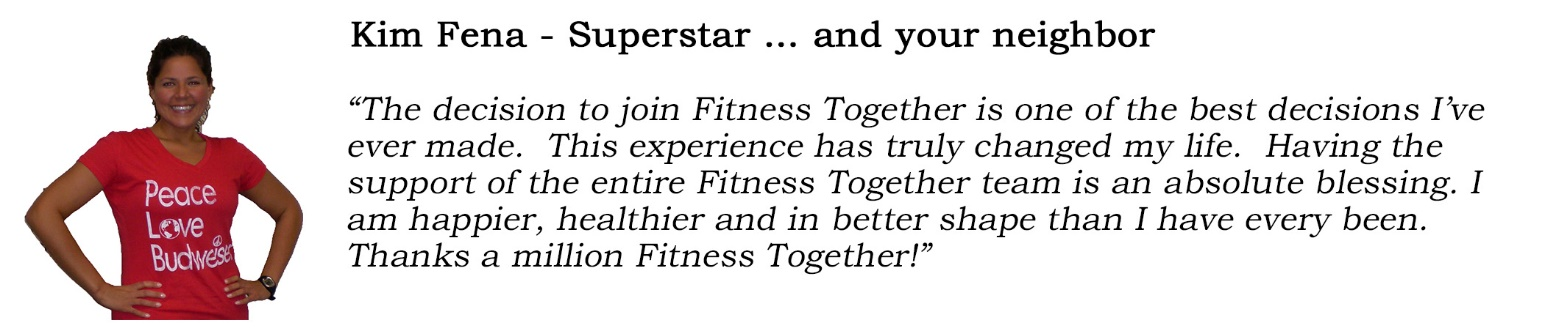 Kim Fena - Superstar ... and your neighbor
“The decision to join Fitness Together is one of the best decisions I’ve
ever made.  This experience has truly changed my life.  Having the
support of the entire Fitness Together team is an absolute blessing. I
am happier, healthier and in better shape than I have every been.
Thanks a million Fitness Together!”
Peace
Love
Budweiser